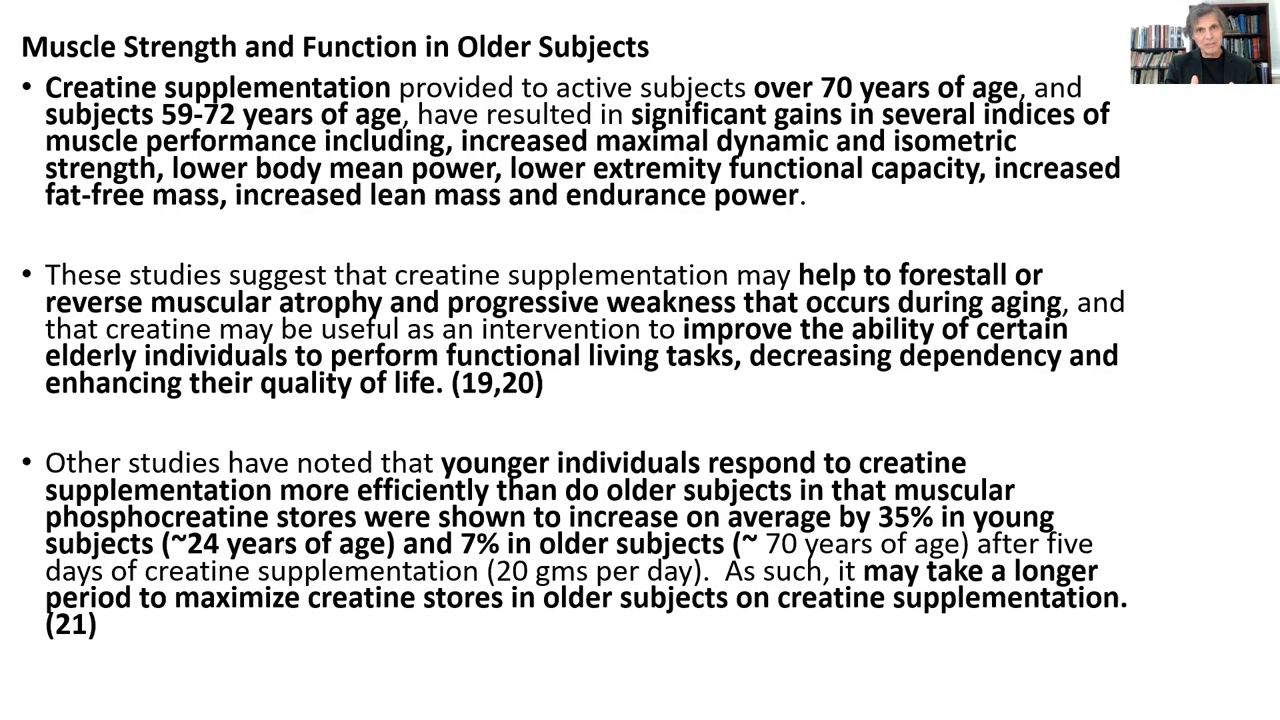 Muscle Strength and Function in Older Subjects
• Creatine supplementation provided to active subjects over 70 years of age, and
subjects 59-72 years of age, have resulted in significant gains in several indices of
muscle performance including, increased maximal dynamic and isometric
strength, lower body mean power, lower extremity functional capacity, increased
fat-free mass, increased lean mass and endurance power.
• These studies suggest that creatine supplementation may help to forestall or
reverse muscular atrophy and progressive weakness that occurs during aging, and
that creatine may be useful as an intervention to improve the ability of certain
elderly individuals to perform functional living tasks, decreasing dependency and
enhancing their quality of life. (19,20)
• Other studies have noted that younger individuals respond to creatine
supplementation more efficiently than do older subjects in that muscular
phosphocreatine stores were shown to increase on average by 35% in young
subjects (~24 years of age) and 7% in older subjects (~ 70 years of age) after five
days of creatine supplementation (20 gms per day). As such, it may take a longer
period to maximize creatine stores in older subjects on creatine supplementation.
(21)